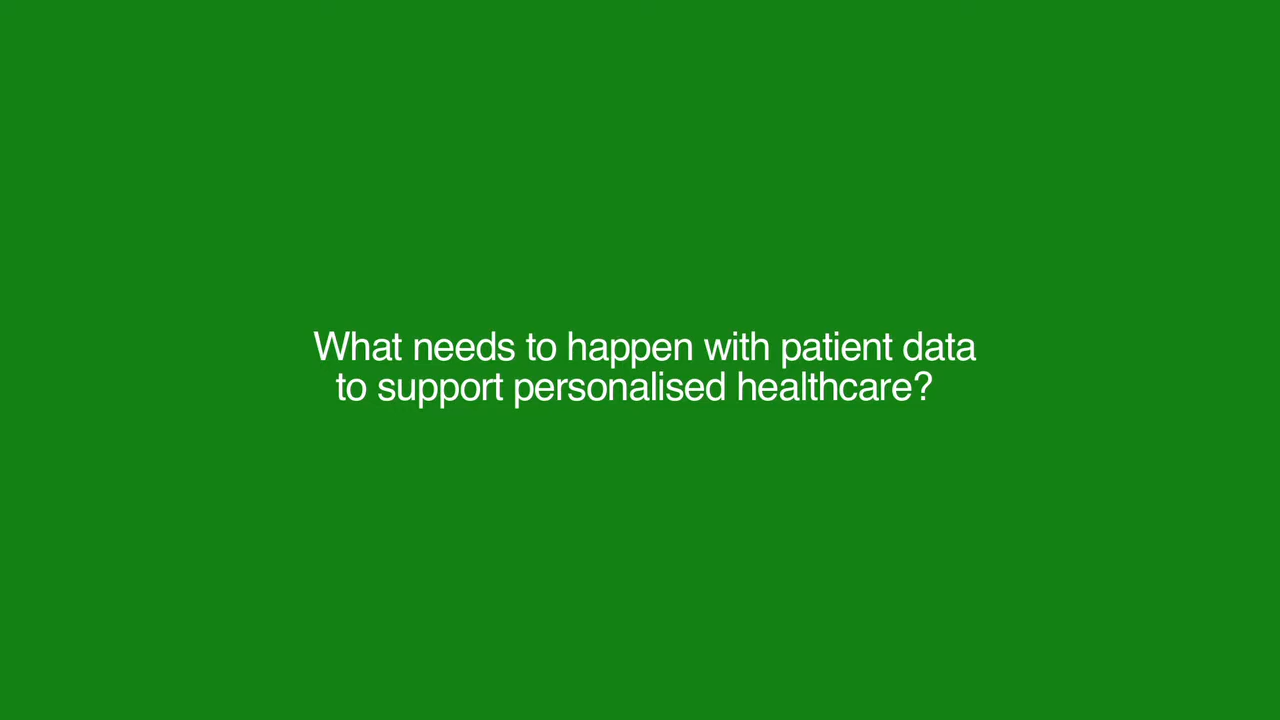 What needs to happen with patient data
to support personalised healthcare?